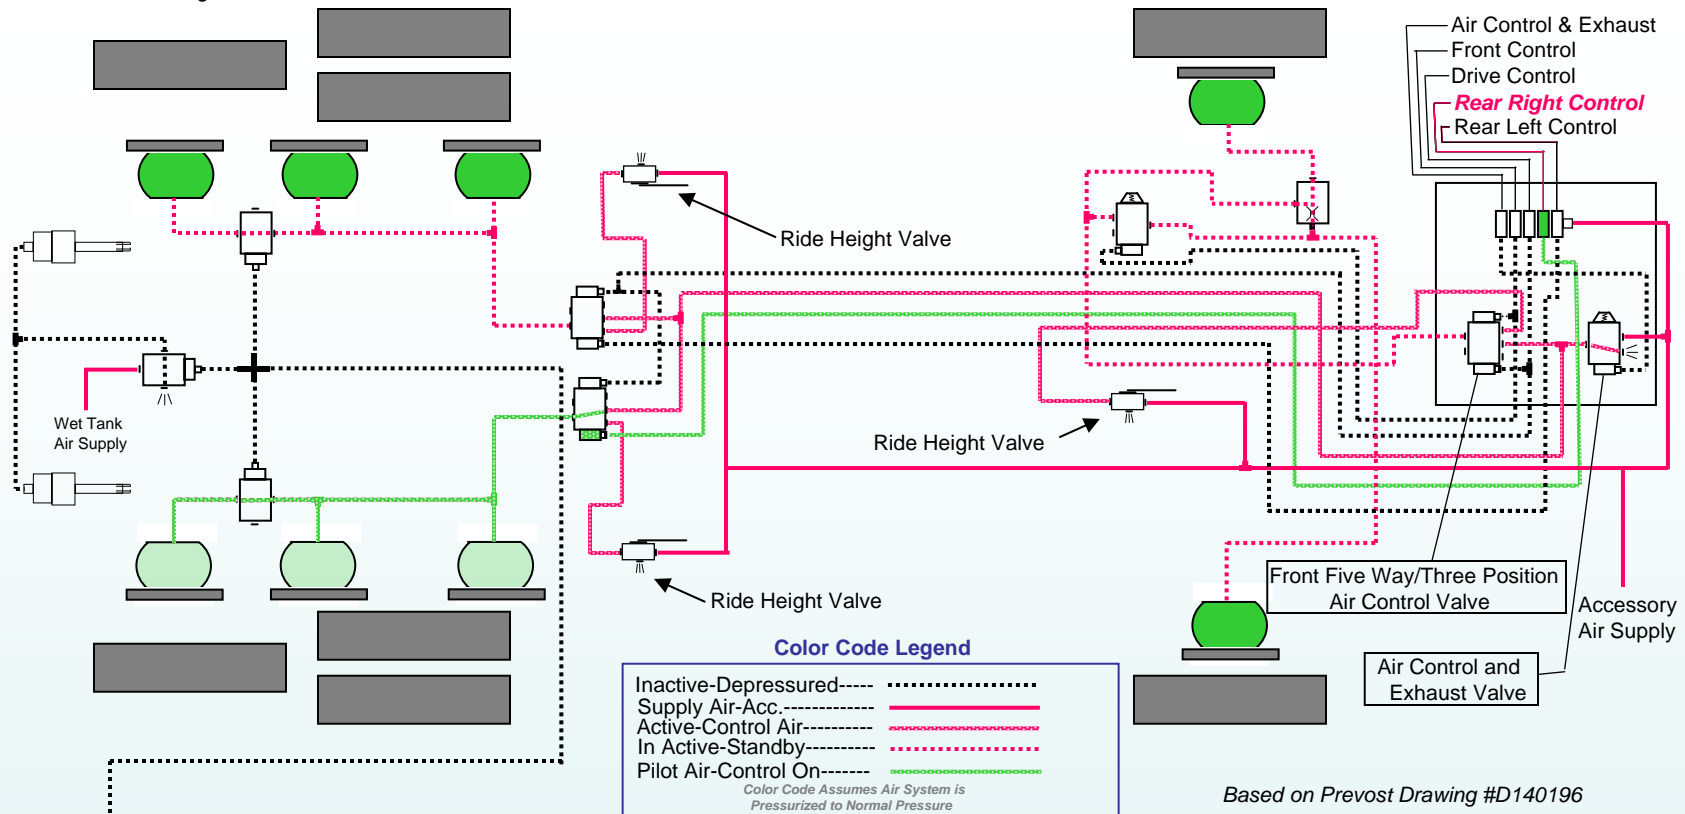 Air Control & Exhaust
Front Control
Drive Control
Rear Right Control
Rear Left Control
Ride Height Valve
Wet Tank
Air Supply
Ride Height Valve
Ride Height Valve
Front Five Way/Three Position
Air Control Valve
Accessory
Air Supply
Air Control and
Exhaust Valve
Color Code Legend
Inactive-Depressured-----
Supply Air-Acc.-------------
Active-Control Air----------
In Active-Standby----------
Pilot Air-Control On-------
Color Code Assumes Air System is
Pressurized to Normal Pressure
Based on Prevost Drawing #D140196